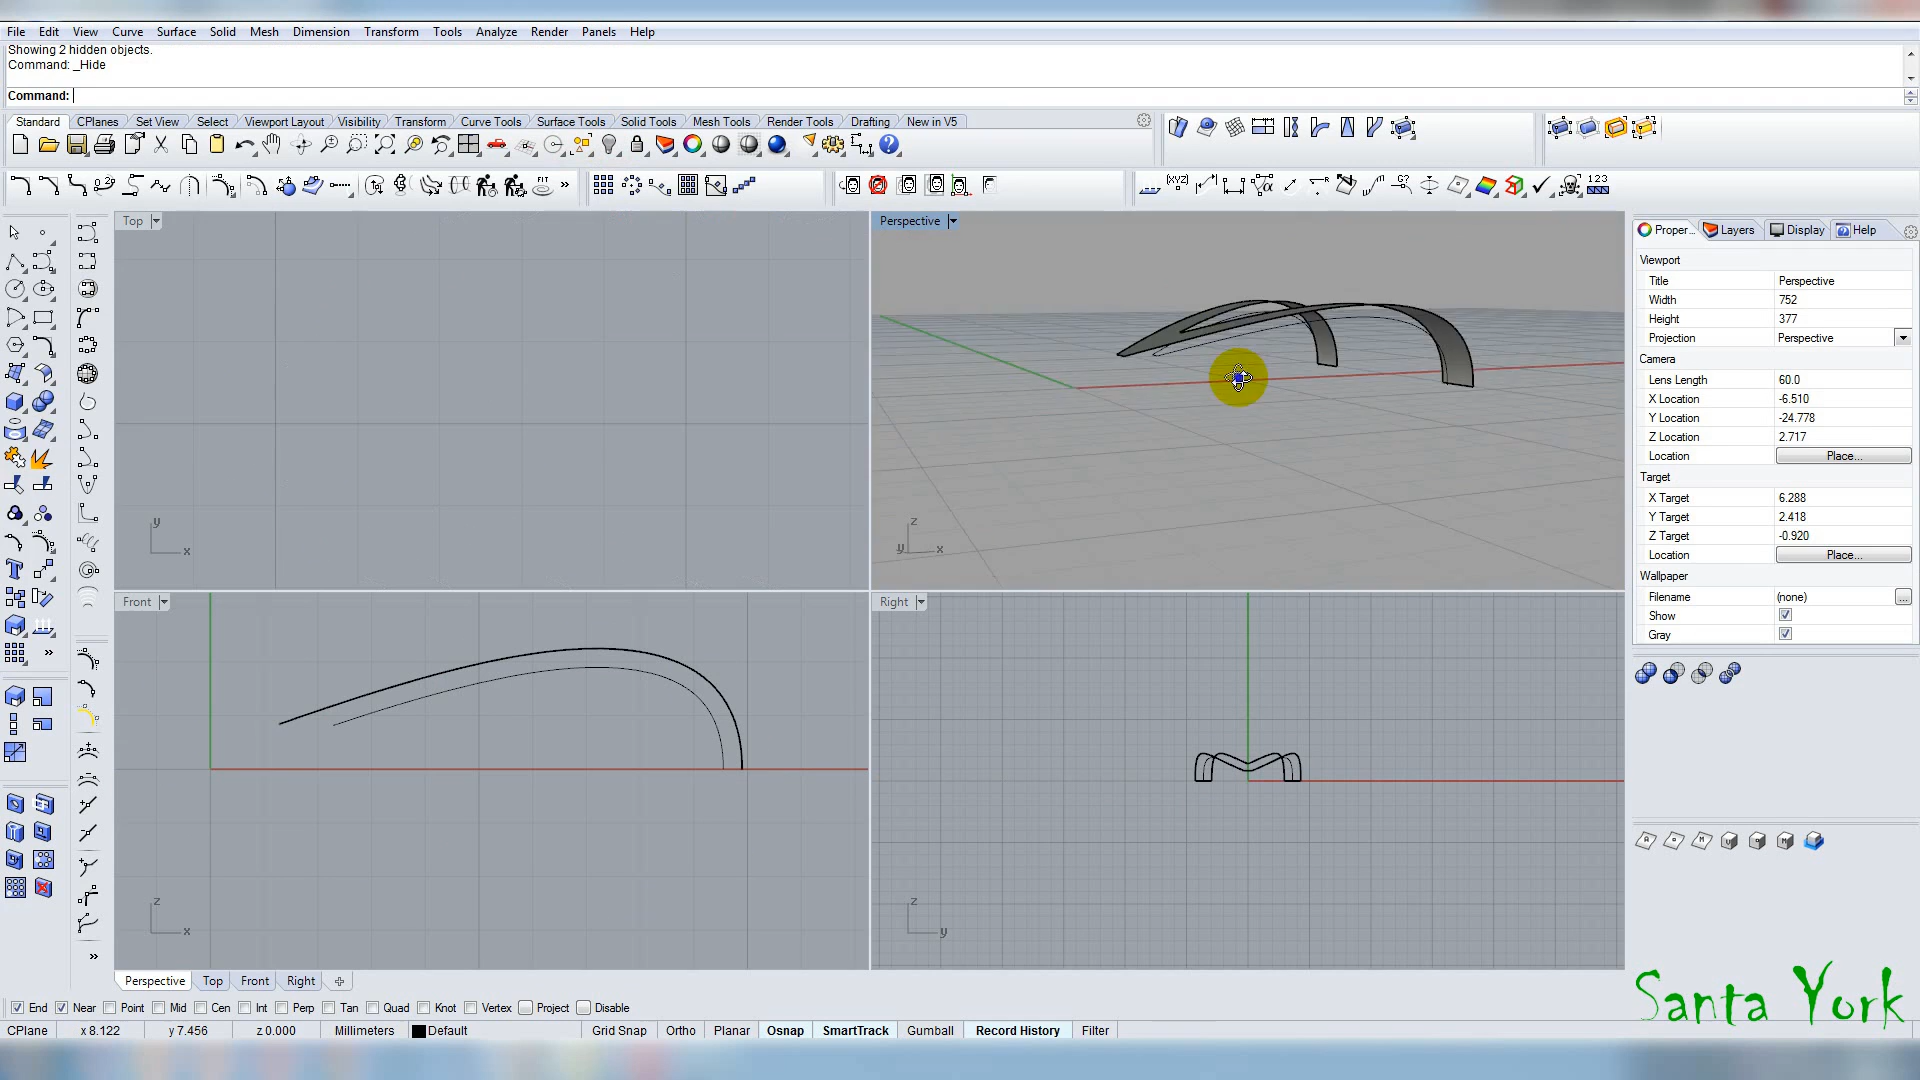 File Edit View Curve Surface Solid Mesh Dimension Transform Tools Analyze Render Panels Help
Showing 2 hidden objects.
Command: _Hide
Command:
Standard CPlanes Set View Select Viewport Layout Visibility Transform Curve Tools Surface Tools Solid Tools Mesh Tools Render Tools Drafting New in V5
Top
Perspective
Proper... Layers Display Help
Viewport
Title Perspective
Width 752
Height 377
Projection Perspective
Camera
Lens Length 60.0
X Location -6.510
Y Location -24.778
Z Location 2.717
Location Place...
Target
X Target 6.288
Y Target 2.418
Z Target -0.920
Location Place...
Wallpaper
Filename (none) ...
Show
Gray
y
x
z
y
x
Front
Right
z
x
z
y
Perspective Top Front Right
End Near Point Mid Cen Int Perp Tan Quad Knot Vertex Project Disable
CPlane x 8.122 y 7.456 z 0.000 Millimeters Default Grid Snap Ortho Planar Osnap SmartTrack Gumball Record History Filter
Santa York